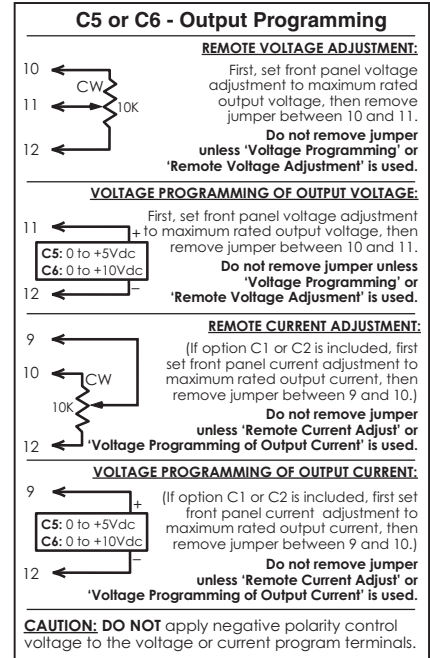 C5 or C6 - Output Programming
REMOTE VOLTAGE ADJUSTMENT:
10
CW
11
10K
12
First, set front panel voltage
adjustment to maximum rated
output voltage, then remove
jumper between 10 and 11.
Do not remove jumper
unless 'Voltage Programming' or
'Remote Voltage Adjustment' is used.
VOLTAGE PROGRAMMING OF OUTPUT VOLTAGE:
11
+
C5: 0 to +5Vdc
C6: 0 to +10Vdc
12
–
First, set front panel voltage adjustment
to maximum rated output voltage, then
remove jumper between 10 and 11.
Do not remove jumper unless
'Voltage Programming' or
'Remote Voltage Adjusment' is used.
REMOTE CURRENT ADJUSTMENT:
9
10
CW
10K
12
(If option C1 or C2 is included, first
set front panel current adjustment to
maximum rated output current, then
remove jumper between 9 and 10.)
Do not remove jumper
unless 'Remote Current Adjust' or
'Voltage Programming of Output Current' is used.
VOLTAGE PROGRAMMING OF OUTPUT CURRENT:
9
+
C5: 0 to +5Vdc
C6: 0 to +10Vdc
12
–
(If option C1 or C2 is included, first set
front panel current adjustment to
maximum rated output current, then
remove jumper between 9 and 10.)
Do not remove jumper
unless 'Remote Current Adjust' or
'Voltage Programming of Output Current' is used.
CAUTION: DO NOT apply negative polarity control
voltage to the voltage or current program terminals.